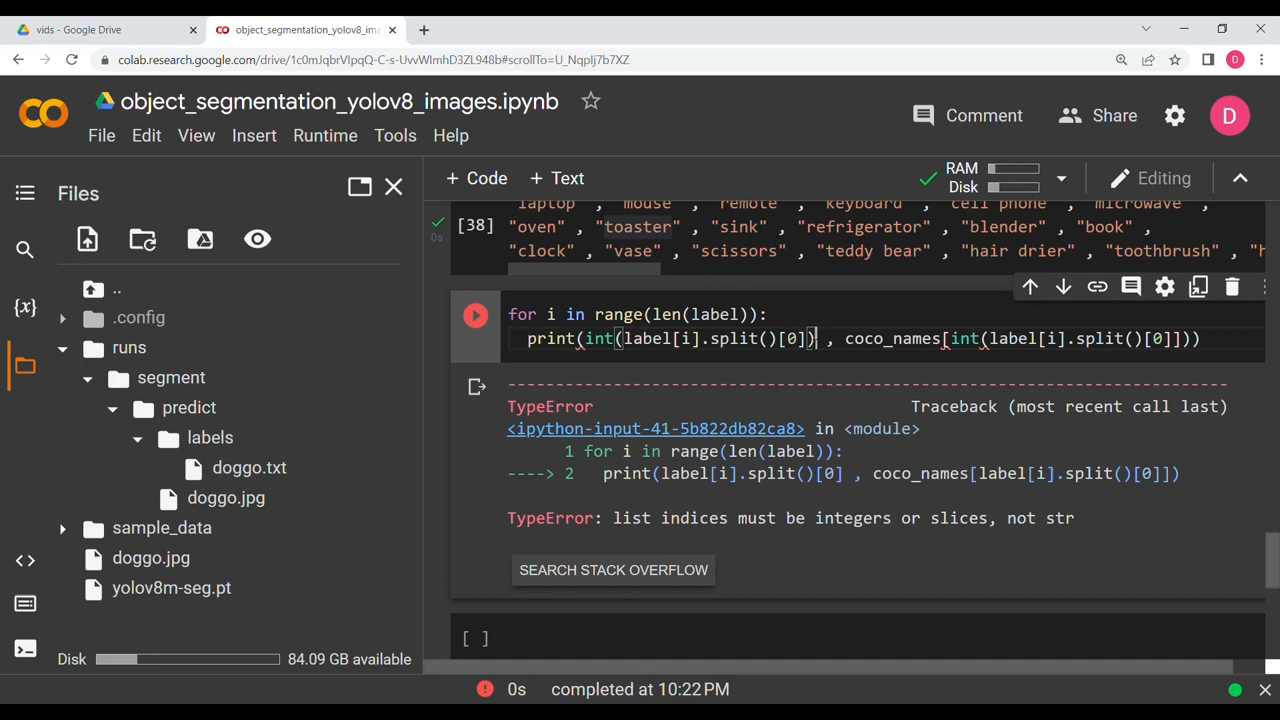 vids - Google Drive
object_segmentation_yolov8_ima
colab.research.google.com/drive/1c0mJqbrVIpqQ-C-s-UvwWlmhD3ZL948b#scrollTo=U_Nqplj7b7XZ
D
CO
object_segmentation_yolov8_images.ipynb
File Edit View Insert Runtime Tools Help
Comment
Share
D
Files
+ Code + Text
RAM
Disk
Editing
..
.config
runs
segment
predict
labels
doggo.txt
doggo.jpg
sample_data
doggo.jpg
yolov8m-seg.pt
Disk 84.09 GB available
{x}
0s
[38]
"laptop" , "mouse" , "remote" , "keyboard" , "cell phone" , "microwave" ,
"oven" , "toaster" , "sink" , "refrigerator" , "blender" , "book" ,
"clock" , "vase" , "scissors" , "teddy bear" , "hair drier" , "toothbrush" , "h
for i in range(len(label)):
print(int(label[i].split()[0]) , coco_names[int(label[i].split()[0]]))
---------------------------------------------------------------------------
TypeError Traceback (most recent call last)
<ipython-input-41-5b822db82ca8> in <module>
1 for i in range(len(label)):
----> 2 print(label[i].split()[0] , coco_names[label[i].split()[0]])
TypeError: list indices must be integers or slices, not str
SEARCH STACK OVERFLOW
[ ]
0s completed at 10:22 PM